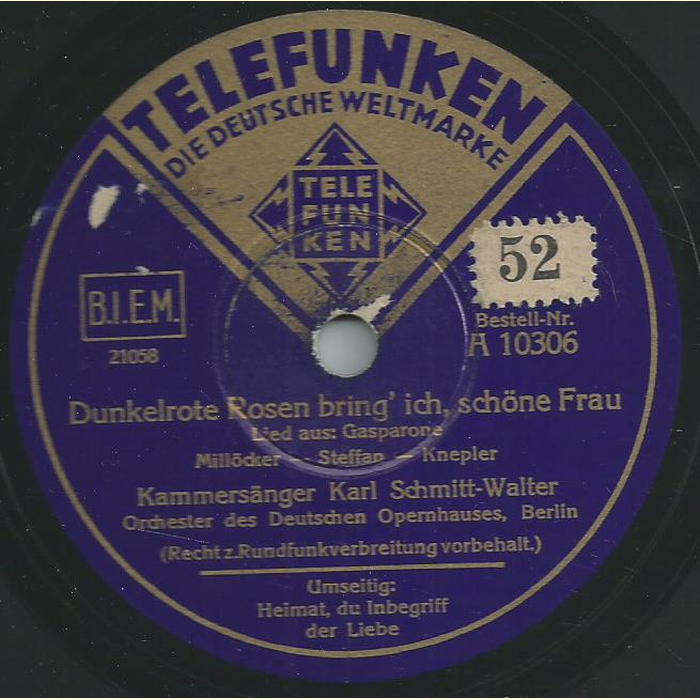 TELEFUNKEN
DIE DEUTSCHE WELTMARKE
TELE
FUN
KEN
52
B.I.E.M.
21058
Bestell-Nr.
A 10306
Dunkelrote Rosen bring' ich, schöne Frau
Lied aus: Gasparone
Millöcker — Steffan — Knepler
Kammersänger Karl Schmitt-Walter
Orchester des Deutschen Opernhauses, Berlin
(Recht z. Rundfunkverbreitung vorbehalt.)
Umseitig:
Heimat, du Inbegriff
der Liebe